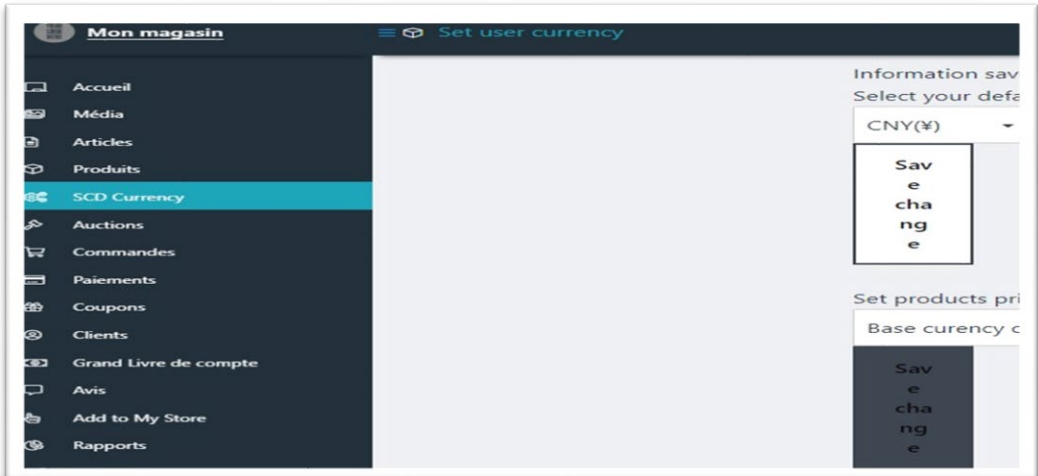 Mon magasin
Set user currency
Accueil
Média
Articles
Produits
SCD Currency
Auctions
Commandes
Paiements
Coupons
Clients
Grand Livre de compte
Avis
Add to My Store
Rapports
Information sav
Select your defa
CNY(¥)
Sav
e
cha
ng
e
Set products pri
Base curency c
Sav
e
cha
ng
e